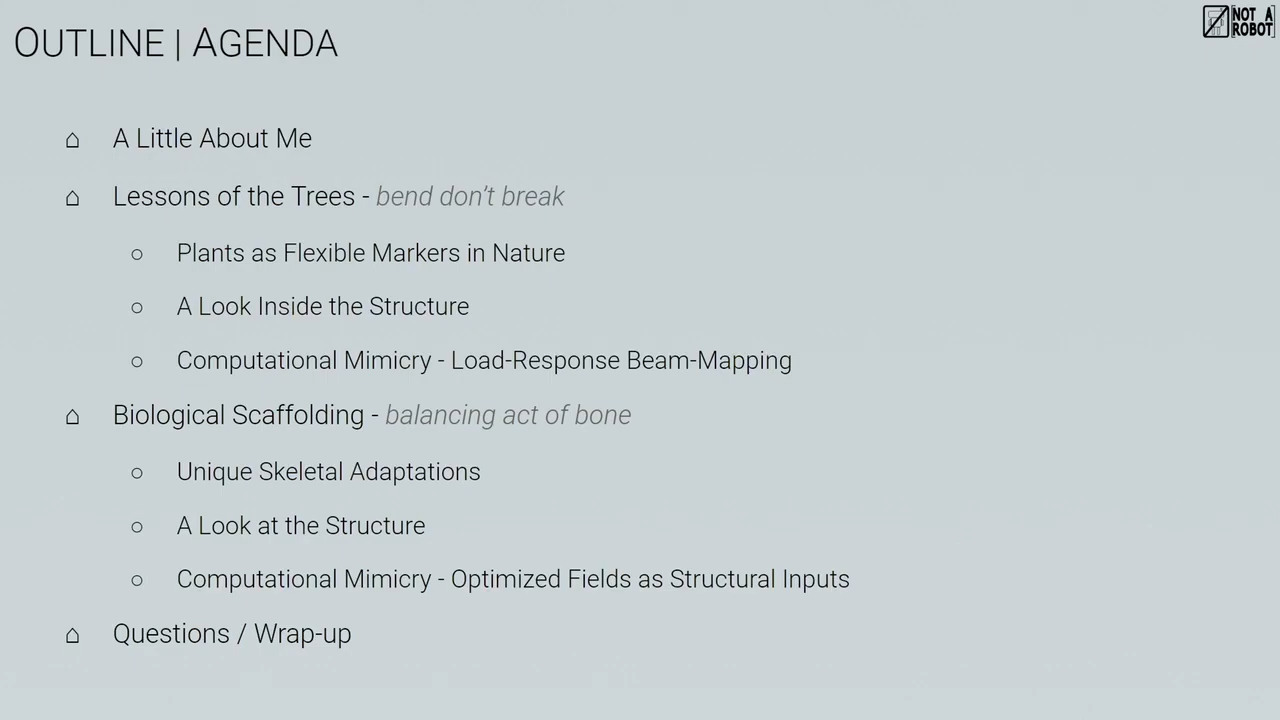 OUTLINE | AGENDA
NOT A
ROBOT
A Little About Me
Lessons of the Trees - bend don't break
Plants as Flexible Markers in Nature
A Look Inside the Structure
Computational Mimicry - Load-Response Beam-Mapping
Biological Scaffolding - balancing act of bone
Unique Skeletal Adaptations
A Look at the Structure
Computational Mimicry - Optimized Fields as Structural Inputs
Questions / Wrap-up